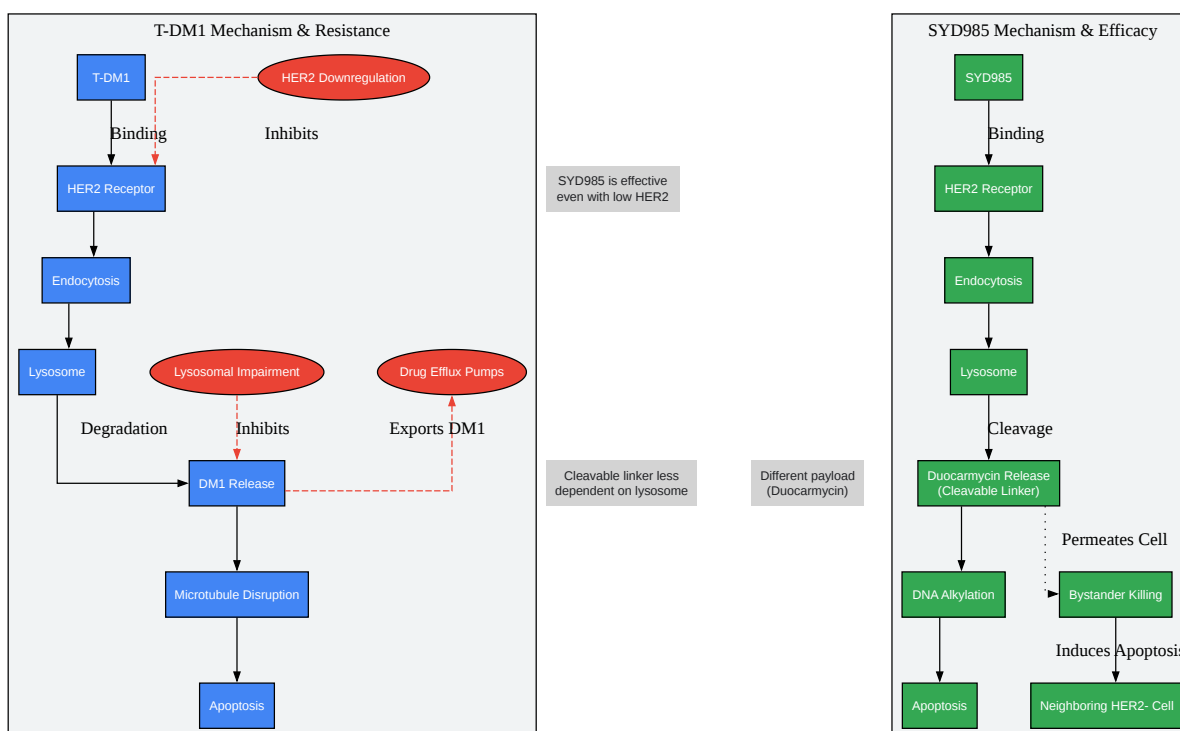 T-DM1 Mechanism & Resistance
T-DM1
HER2 Downregulation
Binding
Inhibits
HER2 Receptor
Endocytosis
Lysosome
Lysosomal Impairment
Drug Efflux Pumps
Degradation
Inhibits
Exports DM1
DM1 Release
Microtubule Disruption
Apoptosis
SYD985 is effective
even with low HER2
Cleavable linker less
dependent on lysosome
Different payload
(Duocarmycin)
SYD985 Mechanism & Efficacy
SYD985
Binding
HER2 Receptor
Endocytosis
Lysosome
Cleavage
Duocarmycin Release
(Cleavable Linker)
Permeates Cell
DNA Alkylation
Bystander Killing
Induces Apoptosis
Apoptosis
Neighboring HER2- Cell